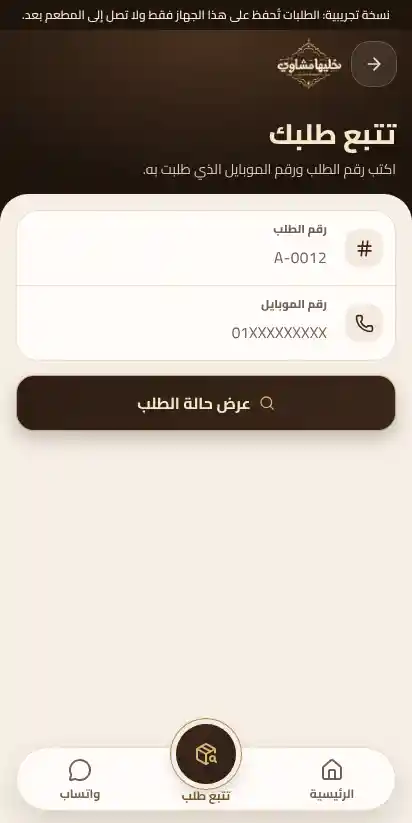 نسخة تجريبية: الطلبات تُحفظ على هذا الجهاز فقط ولا تصل إلى المطعم بعد.
خليها مشاوي
تتبع طلبك
اكتب رقم الطلب ورقم الموبايل الذي طلبت به.
رقم الطلب
A-0012
رقم الموبايل
01XXXXXXXXX
عرض حالة الطلب
الرئيسية
تتبع طلب
واتساب